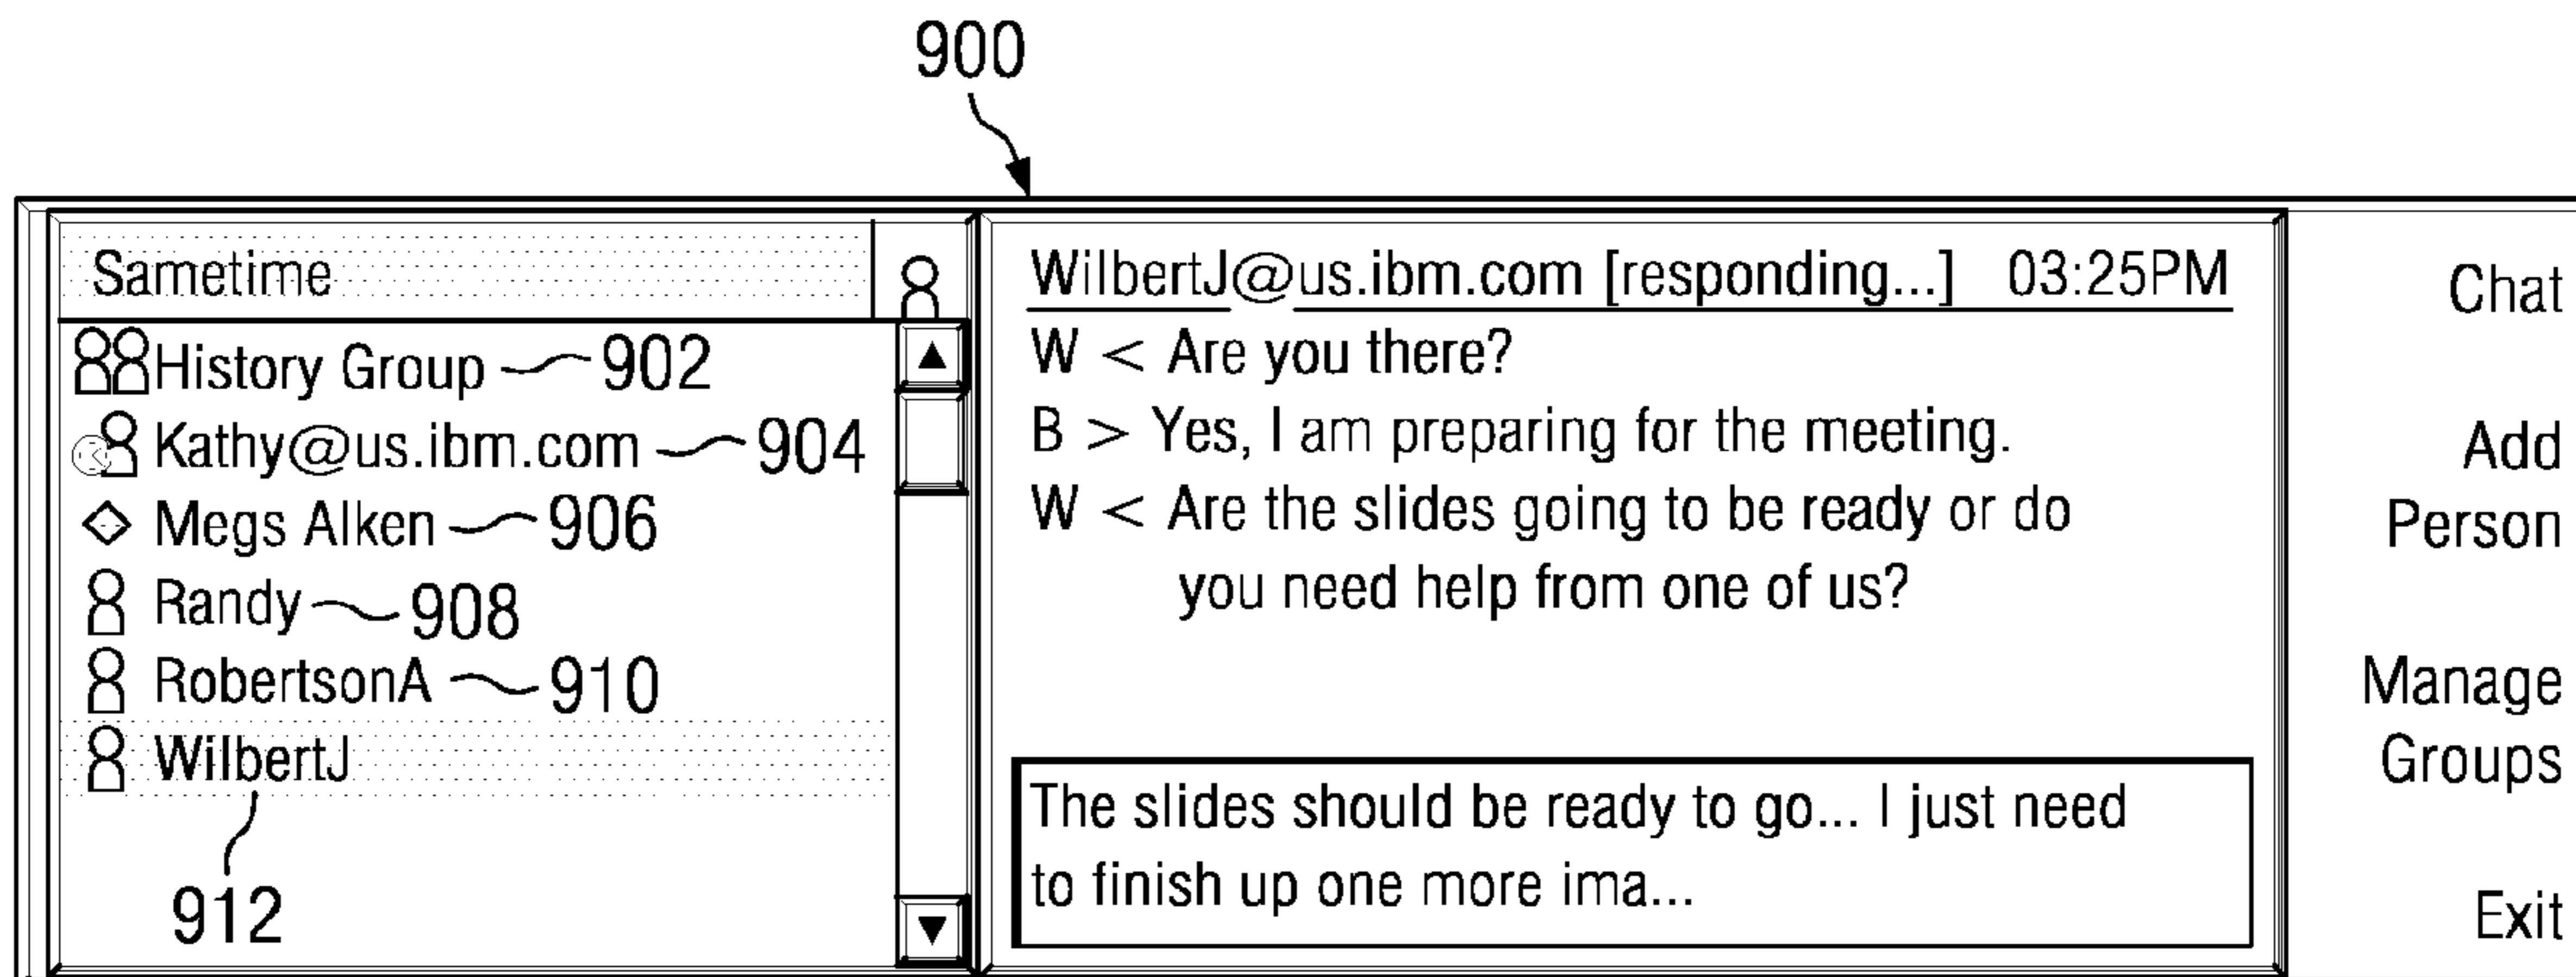 900
Sametime
History Group 902
Kathy@us.ibm.com 904
Megs Alken 906
Randy 908
RobertsonA 910
WilbertJ
912
WilbertJ@us.ibm.com [responding...] 03:25PM
W < Are you there?
B > Yes, I am preparing for the meeting.
W < Are the slides going to be ready or do
you need help from one of us?
The slides should be ready to go... I just need
to finish up one more ima...
Chat
Add
Person
Manage
Groups
Exit